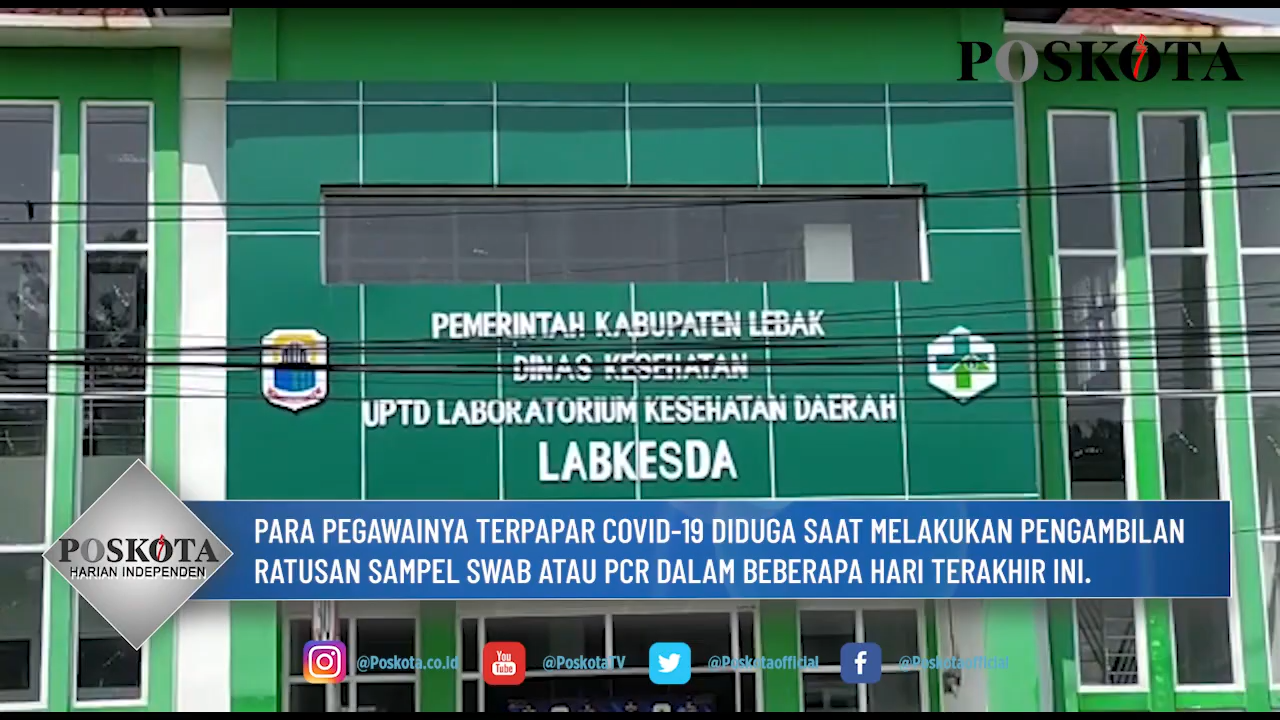 POSKOTA
PEMERINTAH KABUPATEN LEBAK
DINAS KESEHATAN
UPTD LABORATORIUM KESEHATAN DAERAH
LABKESDA
PARA PEGAWAINYA TERPAPAR COVID-19 DIDUGA SAAT MELAKUKAN PENGAMBILAN
RATUSAN SAMPEL SWAB ATAU PCR DALAM BEBERAPA HARI TERAKHIR INI.
POSKOTA
HARIAN INDEPENDEN
@Poskota.co.id
You Tube
@PoskotaTV
@Poskotaofficial
@Poskotaofficial